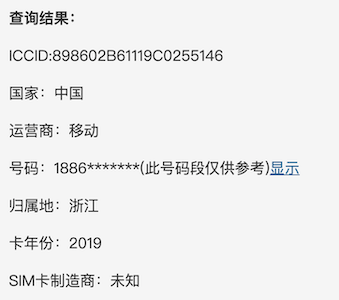 查询结果：
ICCID:898602B61119C0255146
国家：中国
运营商：移动
号码：1886*******(此号码段仅供参考)显示
归属地：浙江
卡年份：2019
SIM卡制造商：未知